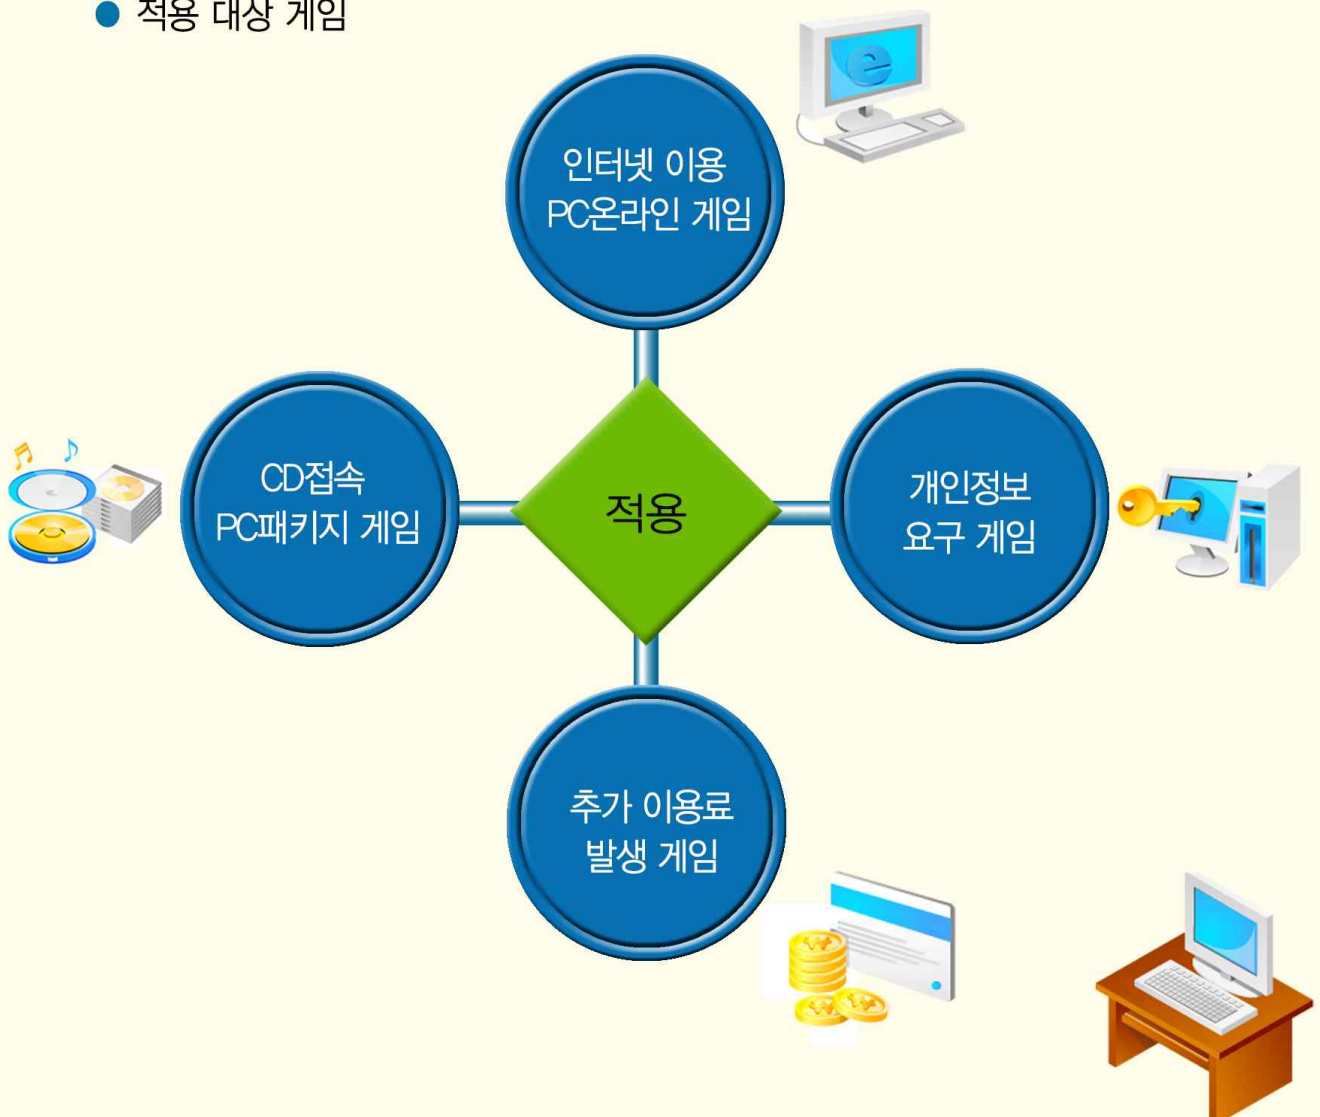 적용 대상 게임
인터넷 이용
PC온라인 게임
CD접속
PC패키지 게임
적용
개인정보
요구 게임
추가 이용료
발생 게임